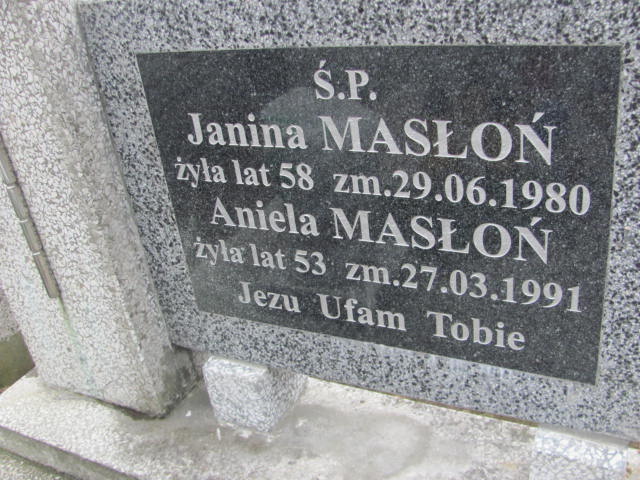 Ś.P.
Janina MASŁOŃ
żyła lat 58 zm.29.06.1980
Aniela MASŁOŃ
żyła lat 53 zm.27.03.1991
Jezu Ufam Tobie